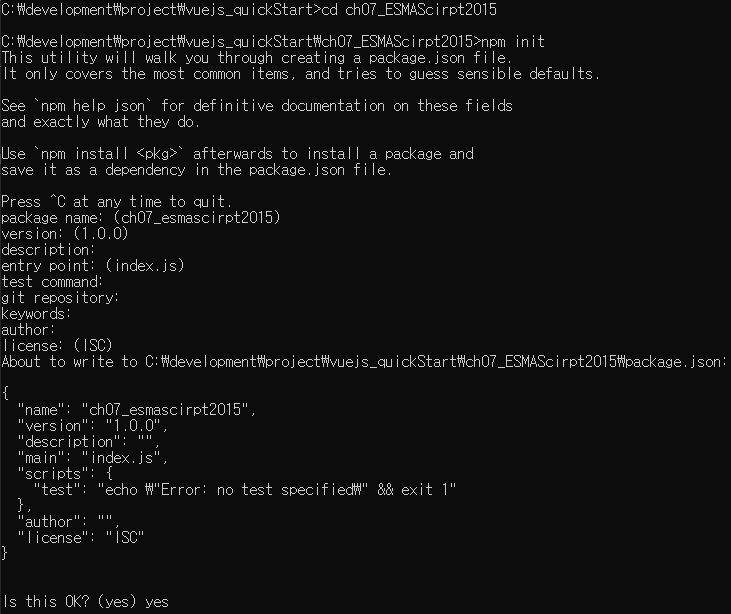 C:₩development₩project₩vuejs_quickStart>cd ch07_ESMAScirpt2015
C:₩development₩project₩vuejs_quickStart₩ch07_ESMAScirpt2015>npm init
This utility will walk you through creating a package.json file.
It only covers the most common items, and tries to guess sensible defaults.
See `npm help json` for definitive documentation on these fields
and exactly what they do.
Use `npm install <pkg>` afterwards to install a package and
save it as a dependency in the package.json file.
Press ^C at any time to quit.
package name: (ch07_esmascirpt2015)
version: (1.0.0)
description:
entry point: (index.js)
test command:
git repository:
keywords:
author:
license: (ISC)
About to write to C:₩development₩project₩vuejs_quickStart₩ch07_ESMAScirpt2015₩package.json:
{
  "name": "ch07_esmascirpt2015",
  "version": "1.0.0",
  "description": "",
  "main": "index.js",
  "scripts": {
    "test": "echo ₩"Error: no test specified₩" && exit 1"
  },
  "author": "",
  "license": "ISC"
}
Is this OK? (yes) yes